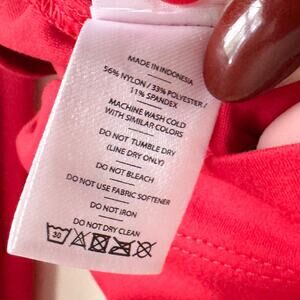 MADE IN INDONESIA
56% NYLON / 33% POLYESTER /
11% SPANDEX
MACHINE WASH COLD
WITH SIMILAR COLORS
DO NOT TUMBLE DRY
(LINE DRY ONLY)
DO NOT BLEACH
DO NOT USE FABRIC SOFTENER
DO NOT IRON
DO NOT DRY CLEAN
30